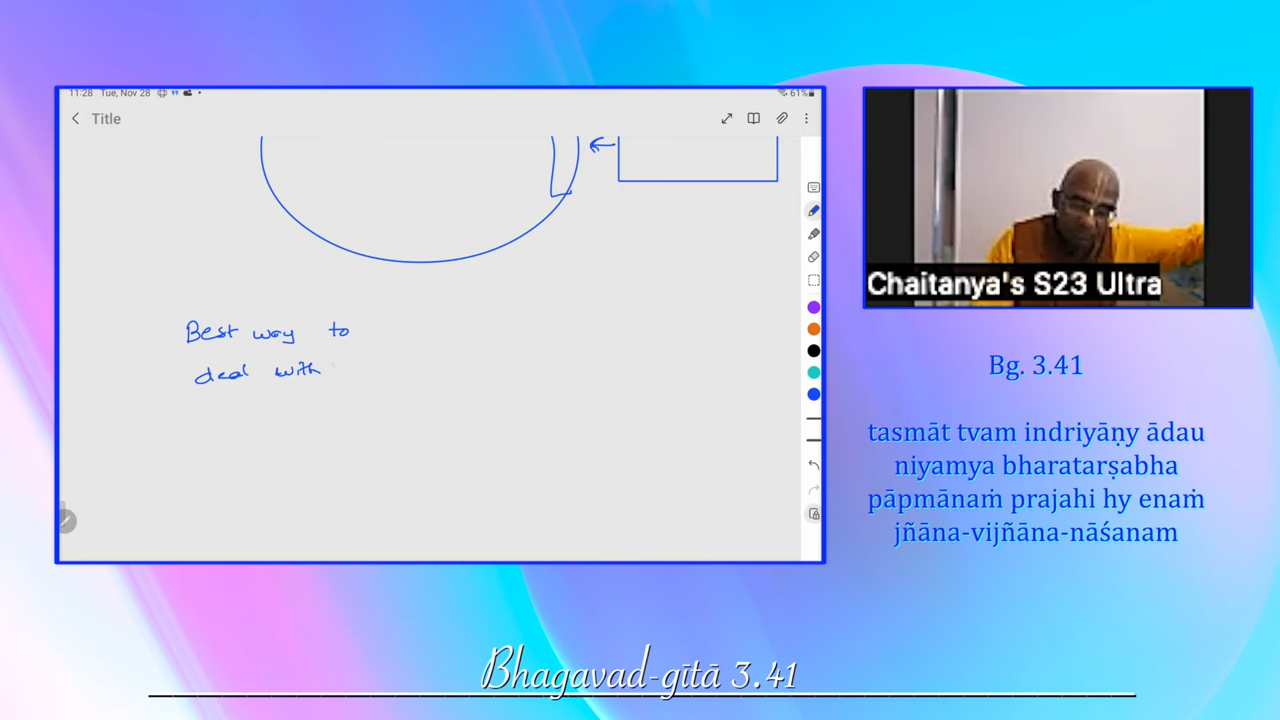 11:28 Tue, Nov 28
61%
Title
Best way to
deal with
Chaitanya's S23 Ultra
Bg. 3.41
tasmāt tvam indriyāṇy ādau
niyamya bharatarṣabha
pāpmānaṁ prajahi hy enaṁ
jñāna-vijñāna-nāśanam
Bhagavad-gītā 3.41